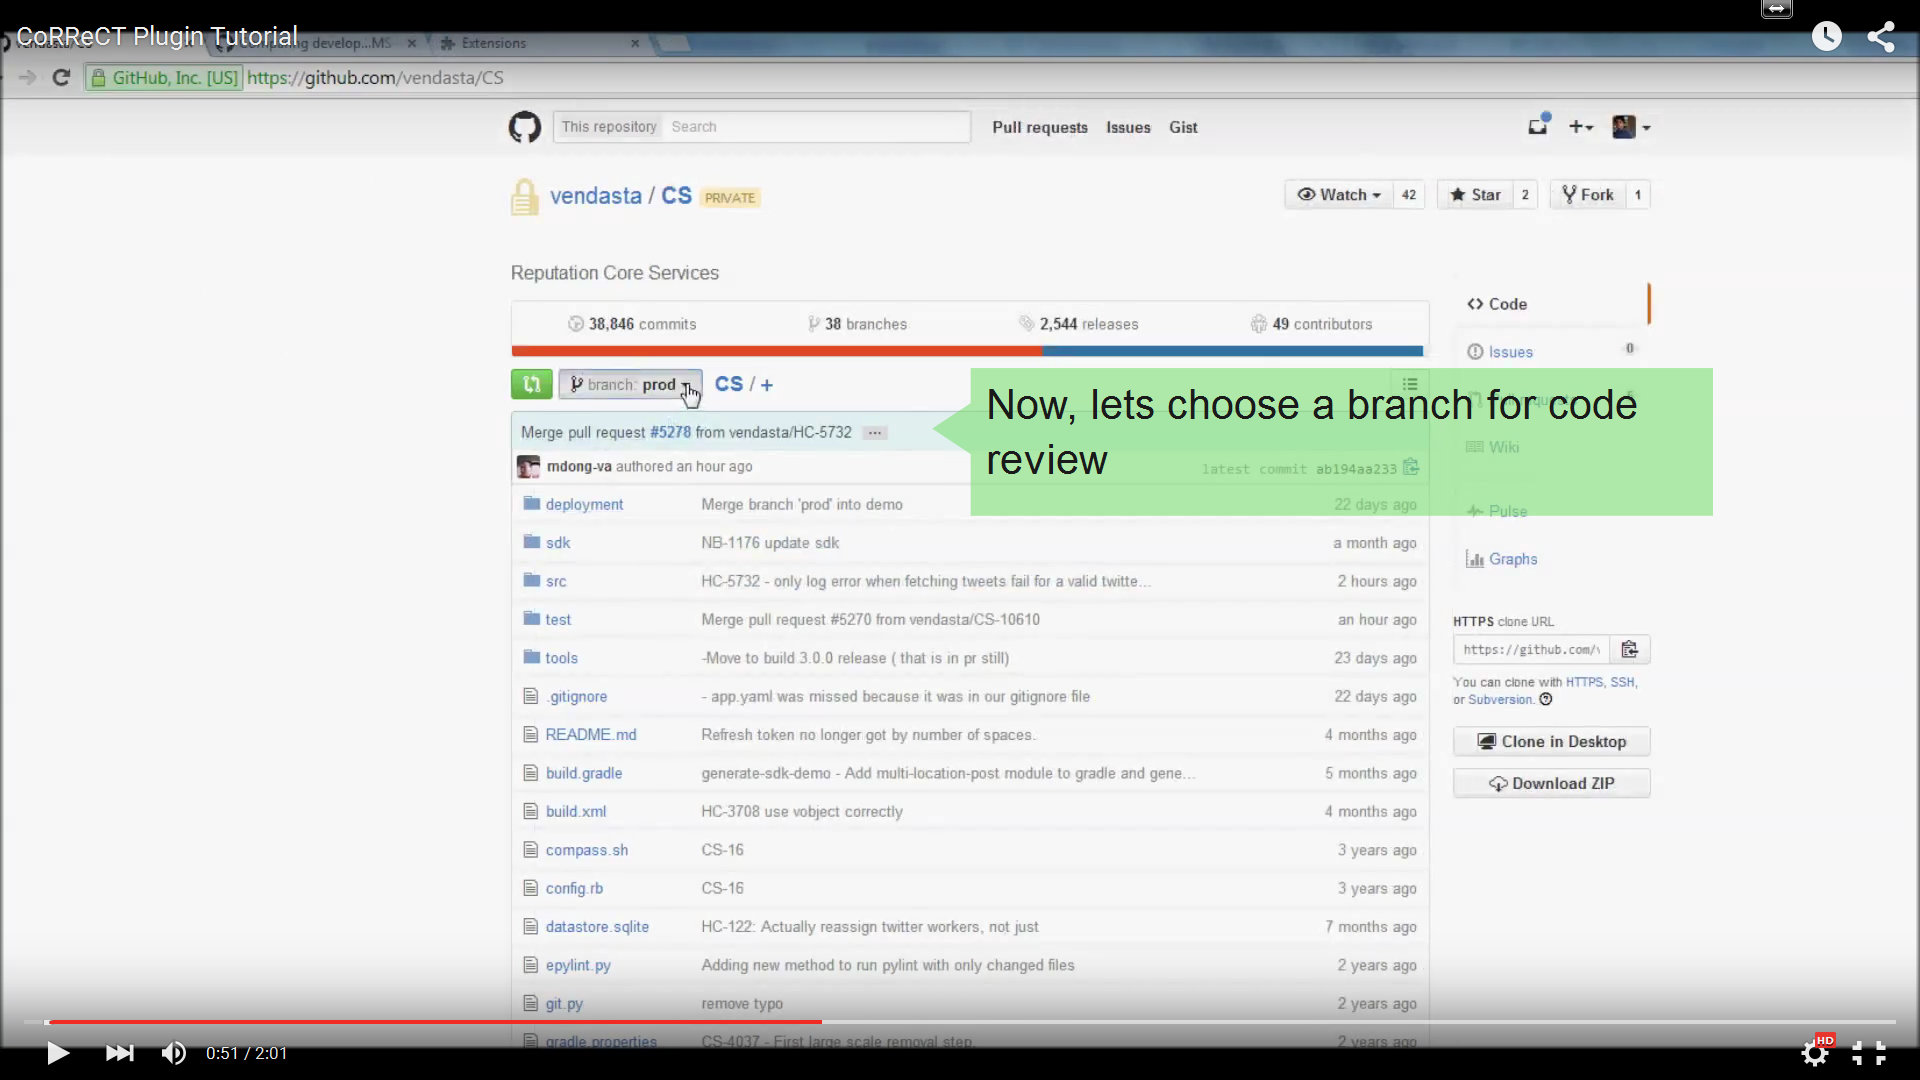 CoRReCT Plugin Tutorial
Extensions
GitHub, Inc. [US] https://github.com/vendasta/CS
This repository Search Pull requests Issues Gist
vendasta / CS PRIVATE
Watch 42 Star 2 Fork 1
Reputation Core Services
38,846 commits 38 branches 2,544 releases 49 contributors
branch: prod CS / +
Now, lets choose a branch for code
review
Merge pull request #5278 from vendasta/HC-5732 ...
mdong-va authored an hour ago latest commit ab194aa233
deployment Merge branch 'prod' into demo 22 days ago
sdk NB-1176 update sdk a month ago
src HC-5732 - only log error when fetching tweets fail for a valid twitte... 2 hours ago
test Merge pull request #5270 from vendasta/CS-10610 an hour ago
tools -Move to build 3.0.0 release ( that is in pr still) 23 days ago
.gitignore - app.yaml was missed because it was in our gitignore file 22 days ago
README.md Refresh token no longer got by number of spaces. 4 months ago
build.gradle generate-sdk-demo - Add multi-location-post module to gradle and gene... 5 months ago
build.xml HC-3708 use vobject correctly 4 months ago
compass.sh CS-16 3 years ago
config.rb CS-16 3 years ago
datastore.sqlite HC-122: Actually reassign twitter workers, not just 7 months ago
epylint.py Adding new method to run pylint with only changed files 2 years ago
git.py remove typo 2 years ago
gradle.properties CS-4037 - First large scale removal step. 2 years ago
Code
Issues 0
Wiki
Pulse
Graphs
HTTPS clone URL
https://github.com/
You can clone with HTTPS, SSH,
or Subversion.
Clone in Desktop
Download ZIP
0:51 / 2:01
HD